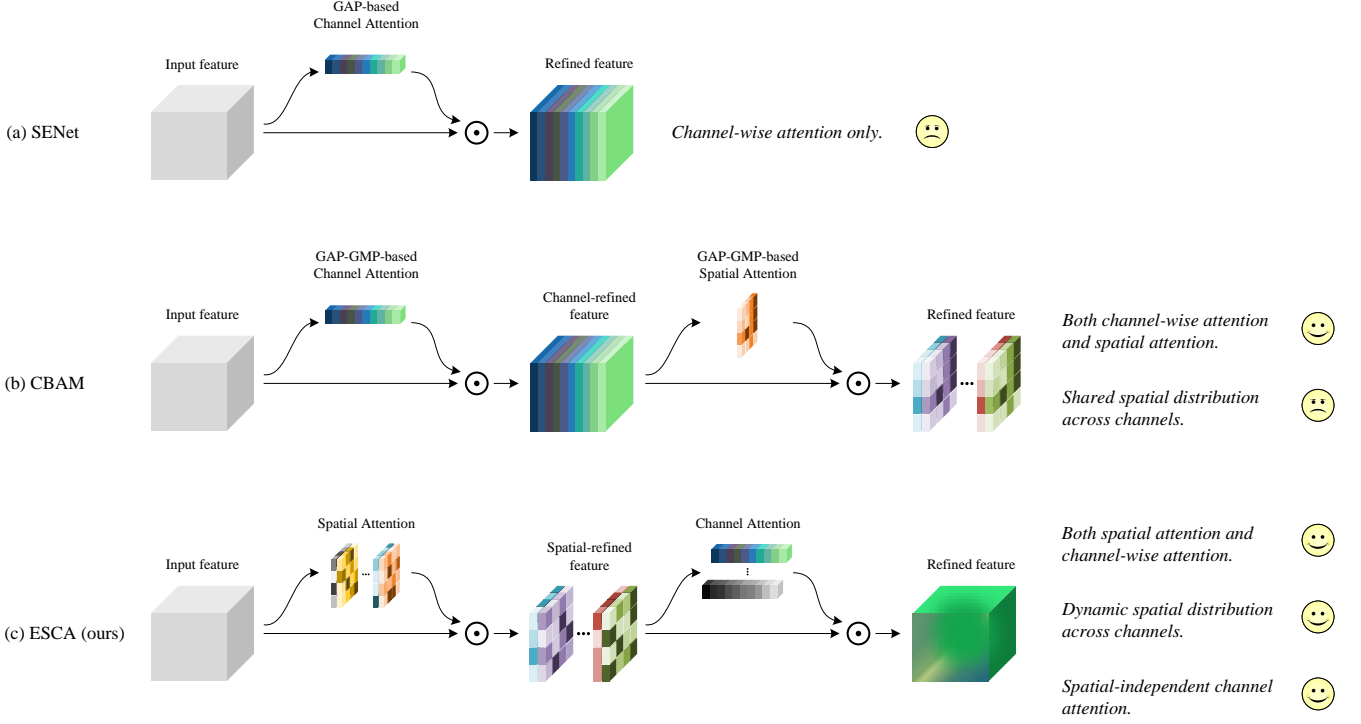 GAP-based
Channel Attention
Input feature
Refined feature
(a) SENet
Channel-wise attention only.
GAP-GMP-based
Channel Attention
GAP-GMP-based
Spatial Attention
Input feature
Channel-refined
feature
Refined feature
(b) CBAM
Both channel-wise attention
and spatial attention.
Shared spatial distribution
across channels.
Spatial Attention
Channel Attention
Input feature
Spatial-refined
feature
Refined feature
(c) ESCA (ours)
Both spatial attention and
channel-wise attention.
Dynamic spatial distribution
across channels.
Spatial-independent channel
attention.